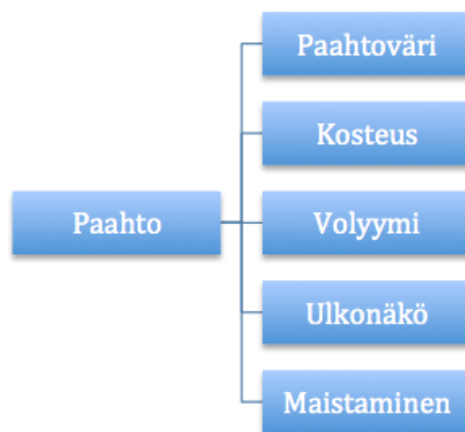 Paahto
Paahtoväri
Kosteus
Volyymi
Ulkonäkö
Maistaminen